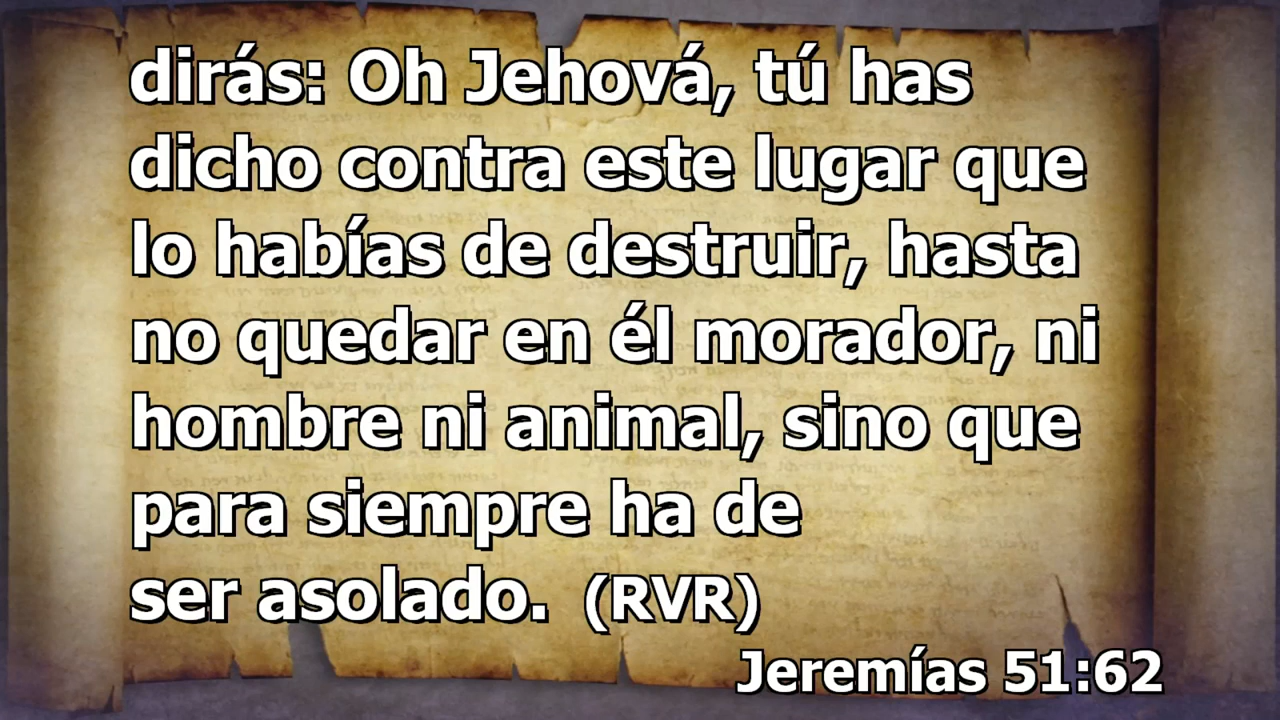 dirás: Oh Jehová, tú has
dicho contra este lugar que
lo habías de destruir, hasta
no quedar en él morador, ni
hombre ni animal, sino que
para siempre ha de
ser asolado. (RVR)
Jeremías 51:62